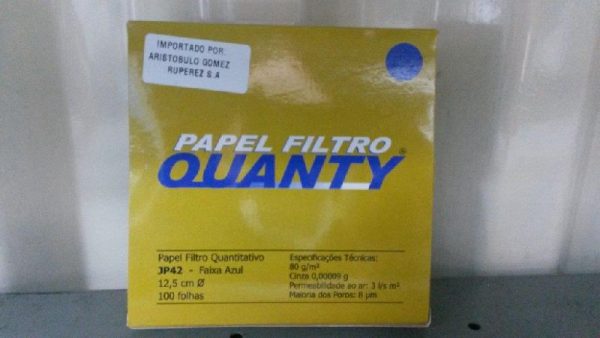 IMPORTADO POR:
ARISTOBULO GOMEZ
RUPEREZ S.A
PAPEL FILTRO
QUANTY®
Papel Filtro Quantitativo
JP42 - Faixa Azul
12,5 cm Ø
100 folhas
Especificações Técnicas:
80 g/m²
Cinza 0,00009 g
Permeabilidade ao ar: 3 l/s m²
Maioria dos Poros: 8 µm